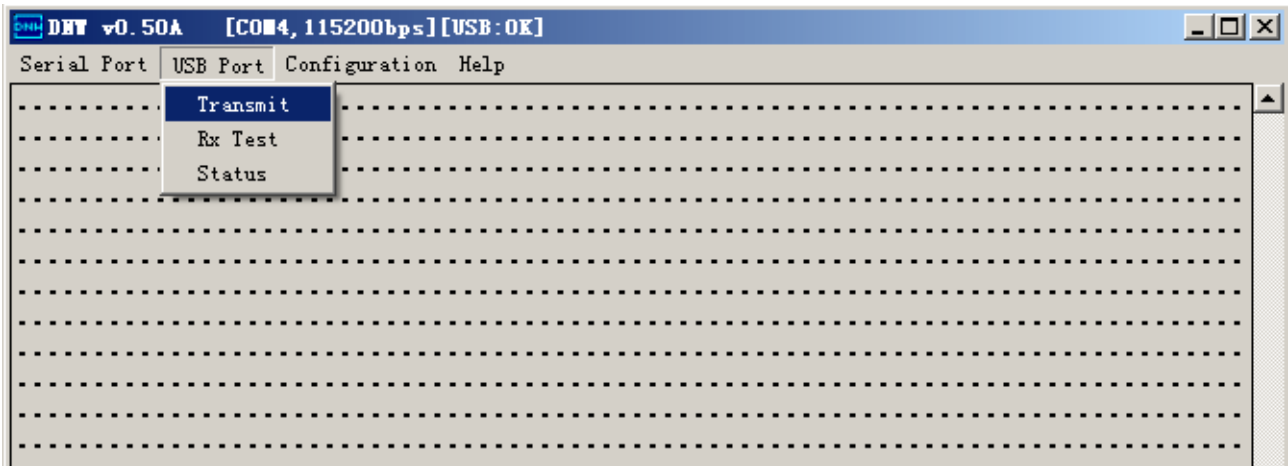 DNW v0.50A [COM4,115200bps][USB:OK]
Serial Port USB Port Configuration Help
Transmit
Rx Test
Status